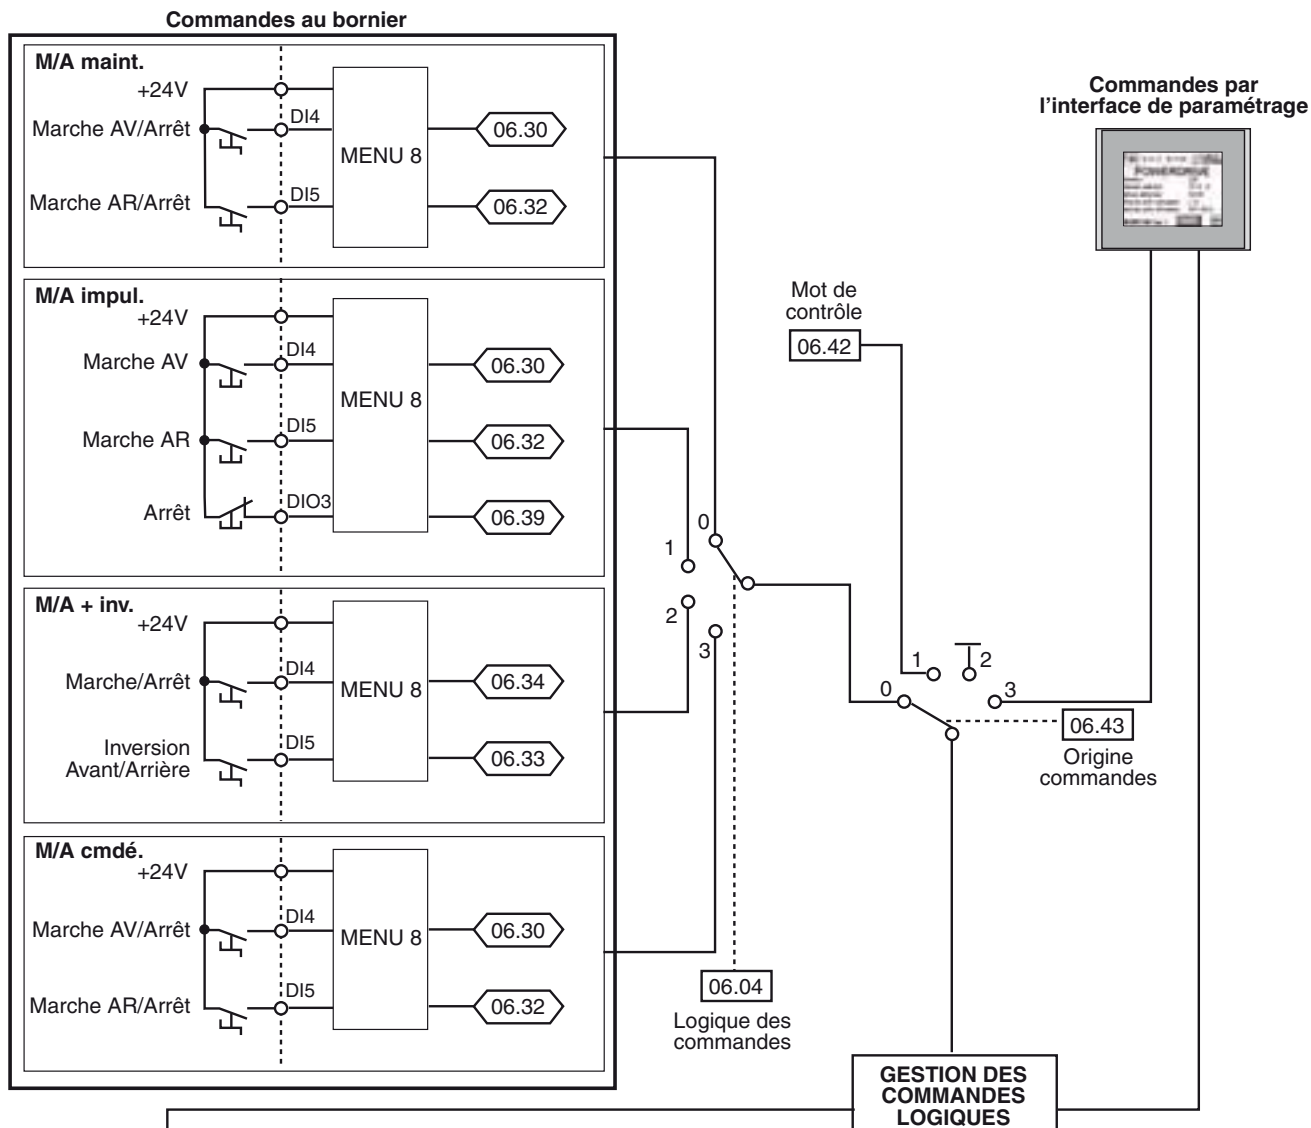 Commandes au bornier
M/A maint.
+24V
Marche AV/Arrêt
DI4
MENU 8
06.30
Marche AR/Arrêt
DI5
06.32
M/A impul.
+24V
Marche AV
DI4
MENU 8
06.30
Marche AR
DI5
06.32
Arrêt
DIO3
06.39
M/A + inv.
+24V
Marche/Arrêt
DI4
MENU 8
06.34
Inversion
Avant/Arrière
DI5
06.33
M/A cmdé.
+24V
Marche AV/Arrêt
DI4
MENU 8
06.30
Marche AR/Arrêt
DI5
06.32
0
1
2
3
06.04
Logique des
commandes
Mot de
contrôle
06.42
Commandes par
l'interface de paramétrage
POWERDRIVE
1
2
0
3
06.43
Origine
commandes
GESTION DES
COMMANDES
LOGIQUES